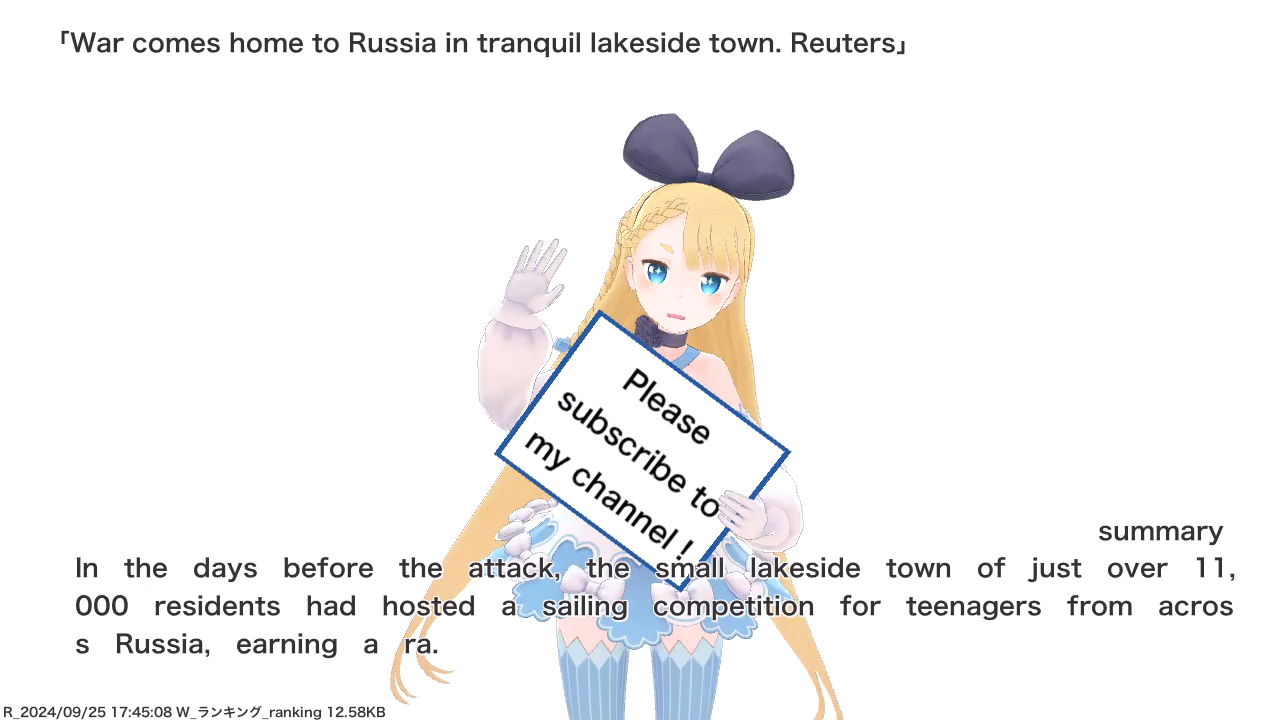 「War comes home to Russia in tranquil lakeside town. Reuters」
Please
subscribe to
my channel !
summary
In the days before the attack, the small lakeside town of just over 11,
000 residents had hosted a sailing competition for teenagers from acros
s Russia, earning a ra.
R_2024/09/25 17:45:08 W_ランキング_ranking 12.58KB